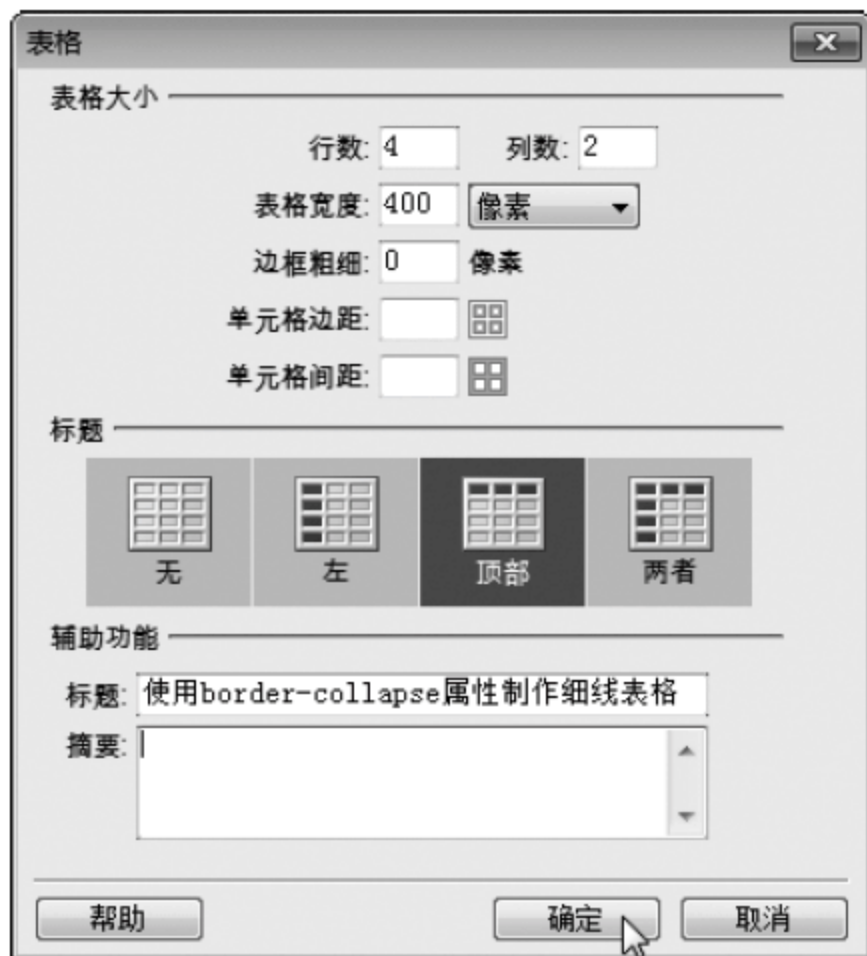 表格
表格大小
行数: 4 列数: 2
表格宽度: 400 像素
边框粗细: 0 像素
单元格边距:
单元格间距:
标题
无 左 顶部 两者
辅助功能
标题: 使用border-collapse属性制作细线表格
摘要:
帮助 确定 取消